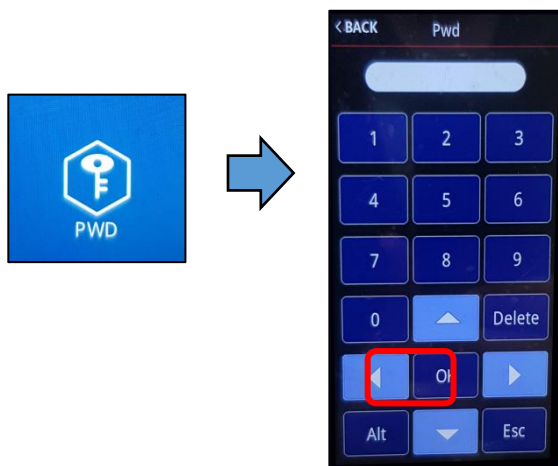 PWD
< BACK Pwd
1 2 3
4 5 6
7 8 9
0 Delete
OK
Alt Esc